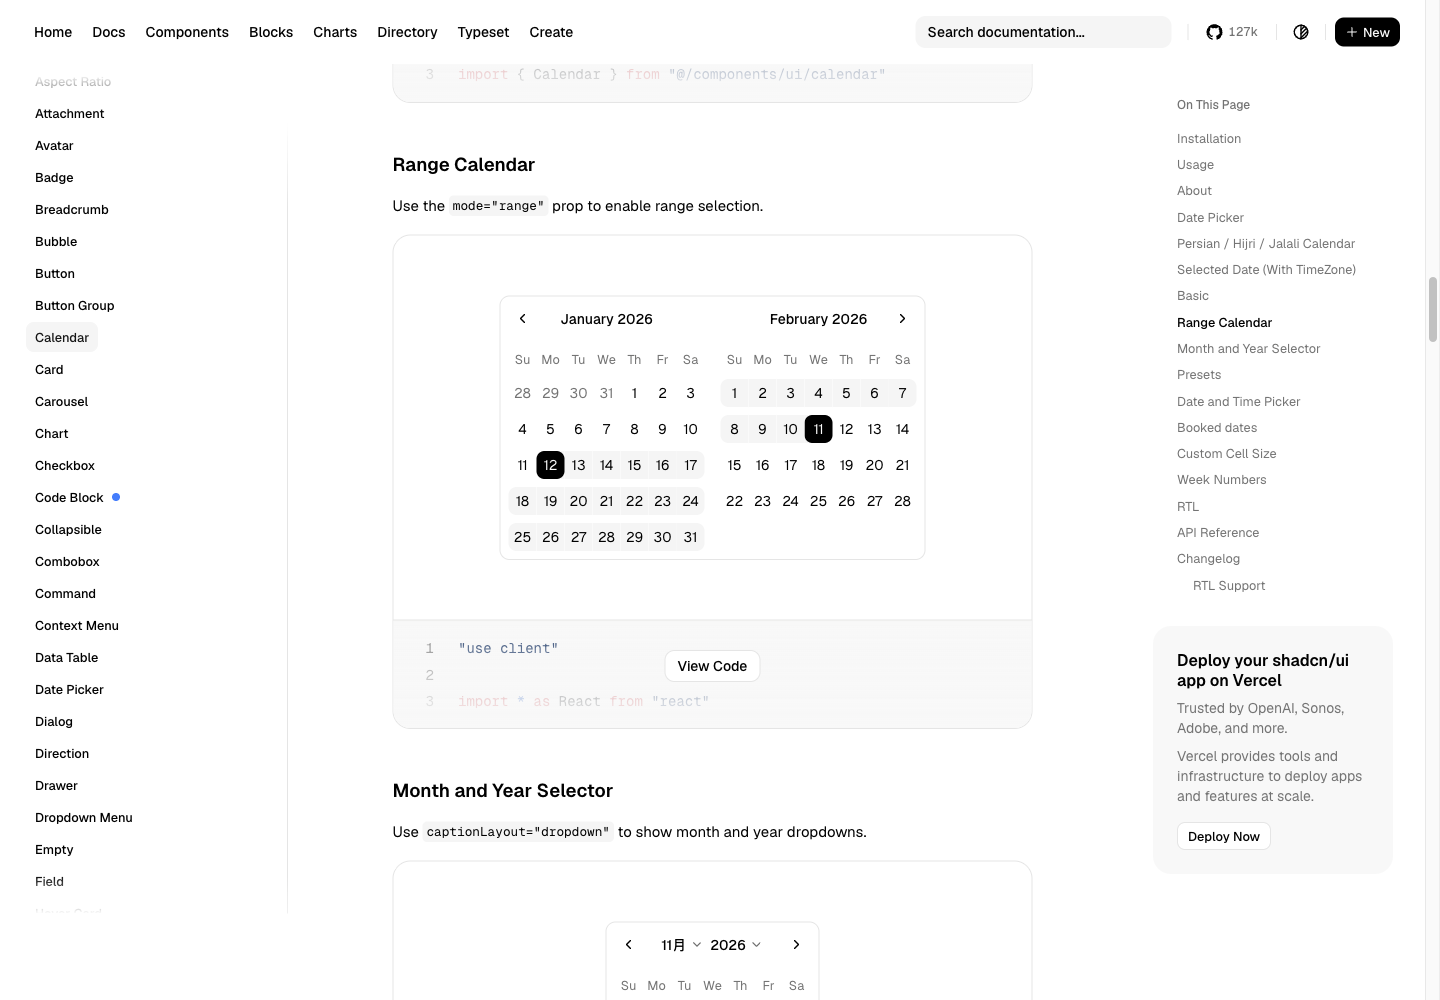 Home Docs Components Blocks Charts Directory Typeset Create Search documentation... 127k New
Aspect Ratio
Attachment
Avatar
Badge
Breadcrumb
Bubble
Button
Button Group
Calendar
Card
Carousel
Chart
Checkbox
Code Block
Collapsible
Combobox
Command
Context Menu
Data Table
Date Picker
Dialog
Direction
Drawer
Dropdown Menu
Empty
Field
Hover Card
3 import { Calendar } from "@/components/ui/calendar"
Range Calendar
Use the mode="range" prop to enable range selection.
January 2026
Su Mo Tu We Th Fr Sa
28 29 30 31 1 2 3
4 5 6 7 8 9 10
11 12 13 14 15 16 17
18 19 20 21 22 23 24
25 26 27 28 29 30 31
February 2026
Su Mo Tu We Th Fr Sa
1 2 3 4 5 6 7
8 9 10 11 12 13 14
15 16 17 18 19 20 21
22 23 24 25 26 27 28
1 "use client"
2
View Code
3 import * as React from "react"
Month and Year Selector
Use captionLayout="dropdown" to show month and year dropdowns.
11月 2026
Su Mo Tu We Th Fr Sa
On This Page
Installation
Usage
About
Date Picker
Persian / Hijri / Jalali Calendar
Selected Date (With TimeZone)
Basic
Range Calendar
Month and Year Selector
Presets
Date and Time Picker
Booked dates
Custom Cell Size
Week Numbers
RTL
API Reference
Changelog
RTL Support
Deploy your shadcn/ui
app on Vercel
Trusted by OpenAI, Sonos,
Adobe, and more.
Vercel provides tools and
infrastructure to deploy apps
and features at scale.
Deploy Now